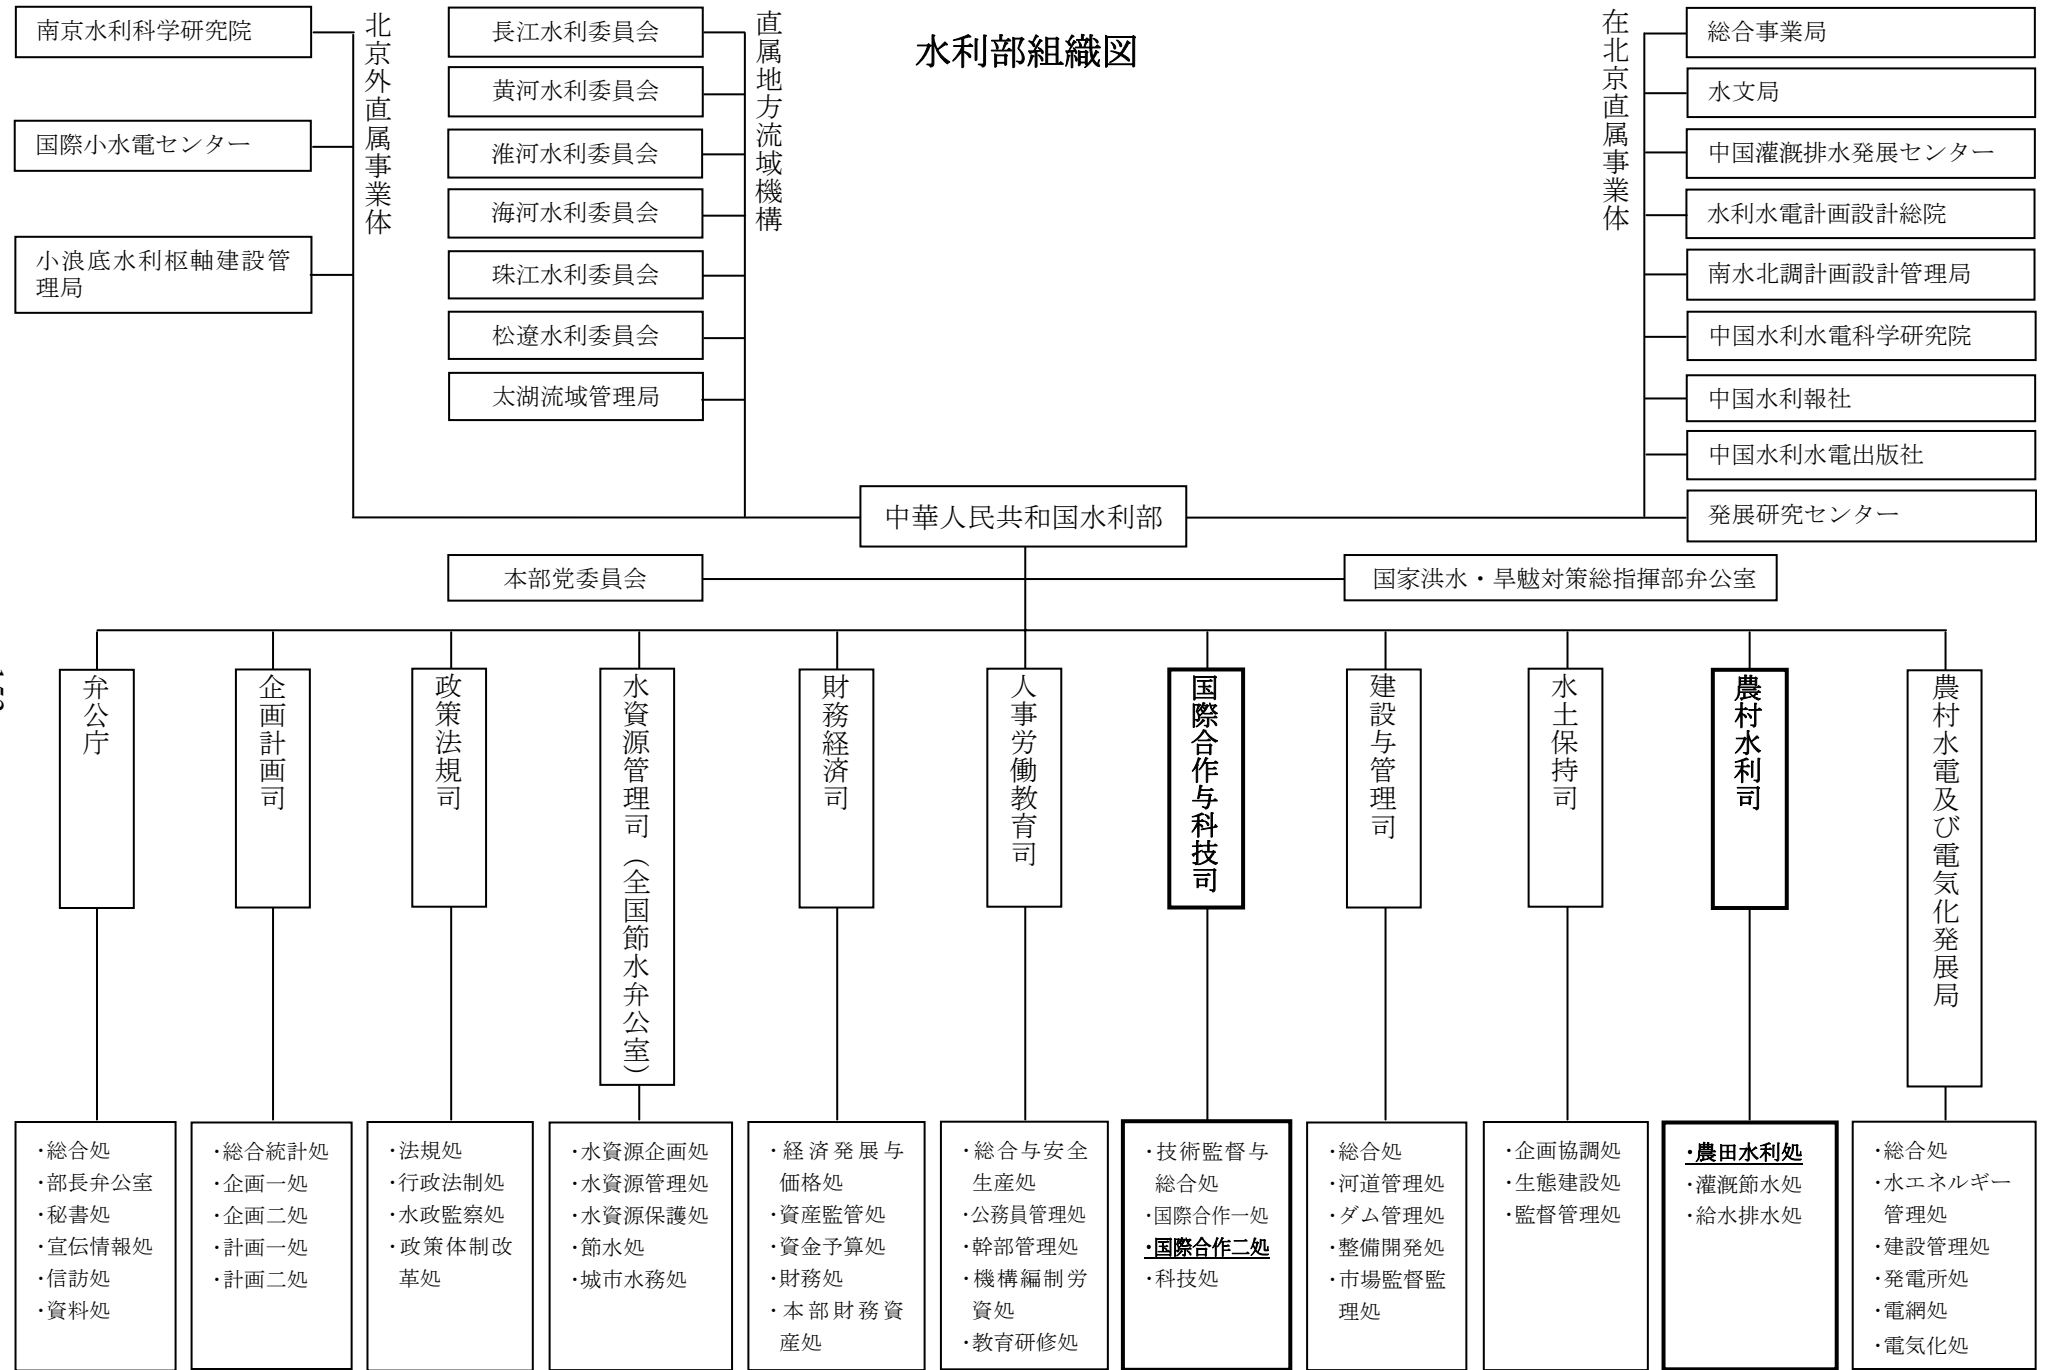 水利部組織図
北京外直属事業体
南京水利科学研究院
国際小水電センター
小浪底水利枢軸建設管
理局
直属地方流域機構
長江水利委員会
黄河水利委員会
淮河水利委員会
海河水利委員会
珠江水利委員会
松遼水利委員会
太湖流域管理局
在北京直属事業体
総合事業局
水文局
中国灌漑排水発展センター
水利水電計画設計総院
南水北調計画設計管理局
中国水利水電科学研究院
中国水利報社
中国水利水電出版社
発展研究センター
中華人民共和国水利部
本部党委員会
国家洪水・旱魃対策総指揮部弁公室
弁公庁
・総合処
・部長弁公室
・秘書処
・宣伝情報処
・信訪処
・資料処
企画計画司
・総合統計処
・企画一処
・企画二処
・計画一処
・計画二処
政策法規司
・法規処
・行政法制処
・水政監察処
・政策体制改
革処
水資源管理司（全国節水弁公室）
・水資源企画処
・水資源管理処
・水資源保護処
・節水処
・城市水務処
財務経済司
・経済発展与
価格処
・資産監管処
・資金予算処
・財務処
・本部財務資
産処
人事労働教育司
・総合与安全
生産処
・公務員管理処
・幹部管理処
・機構編制労
資処
・教育研修処
国際合作与科技司
・技術監督与
総合処
・国際合作一処
・国際合作二処
・科技処
建設与管理司
・総合処
・河道管理処
・ダム管理処
・整備開発処
・市場監督監
理処
水土保持司
・企画協調処
・生態建設処
・監督管理処
農村水利司
・農田水利処
・灌漑節水処
・給水排水処
農村水電及び電気化発展局
・総合処
・水エネルギー
管理処
・建設管理処
・発電所処
・電網処
・電気化処